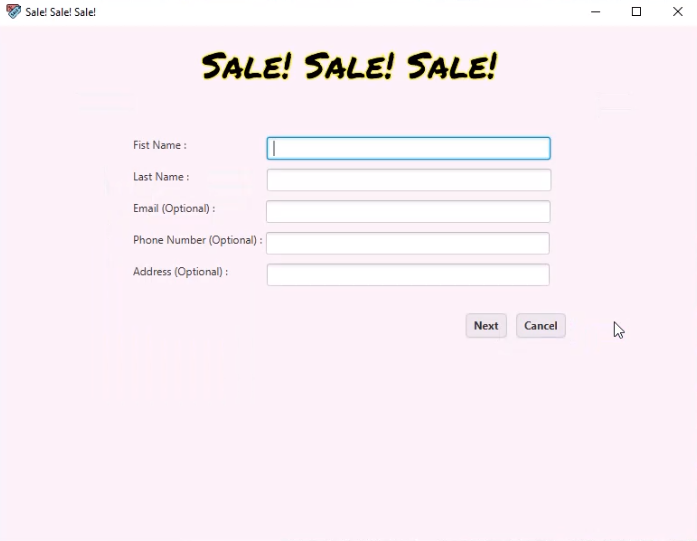 Sale! Sale! Sale!
Sale! Sale! Sale!
Fist Name :
Last Name :
Email (Optional) :
Phone Number (Optional) :
Address (Optional) :
Next Cancel